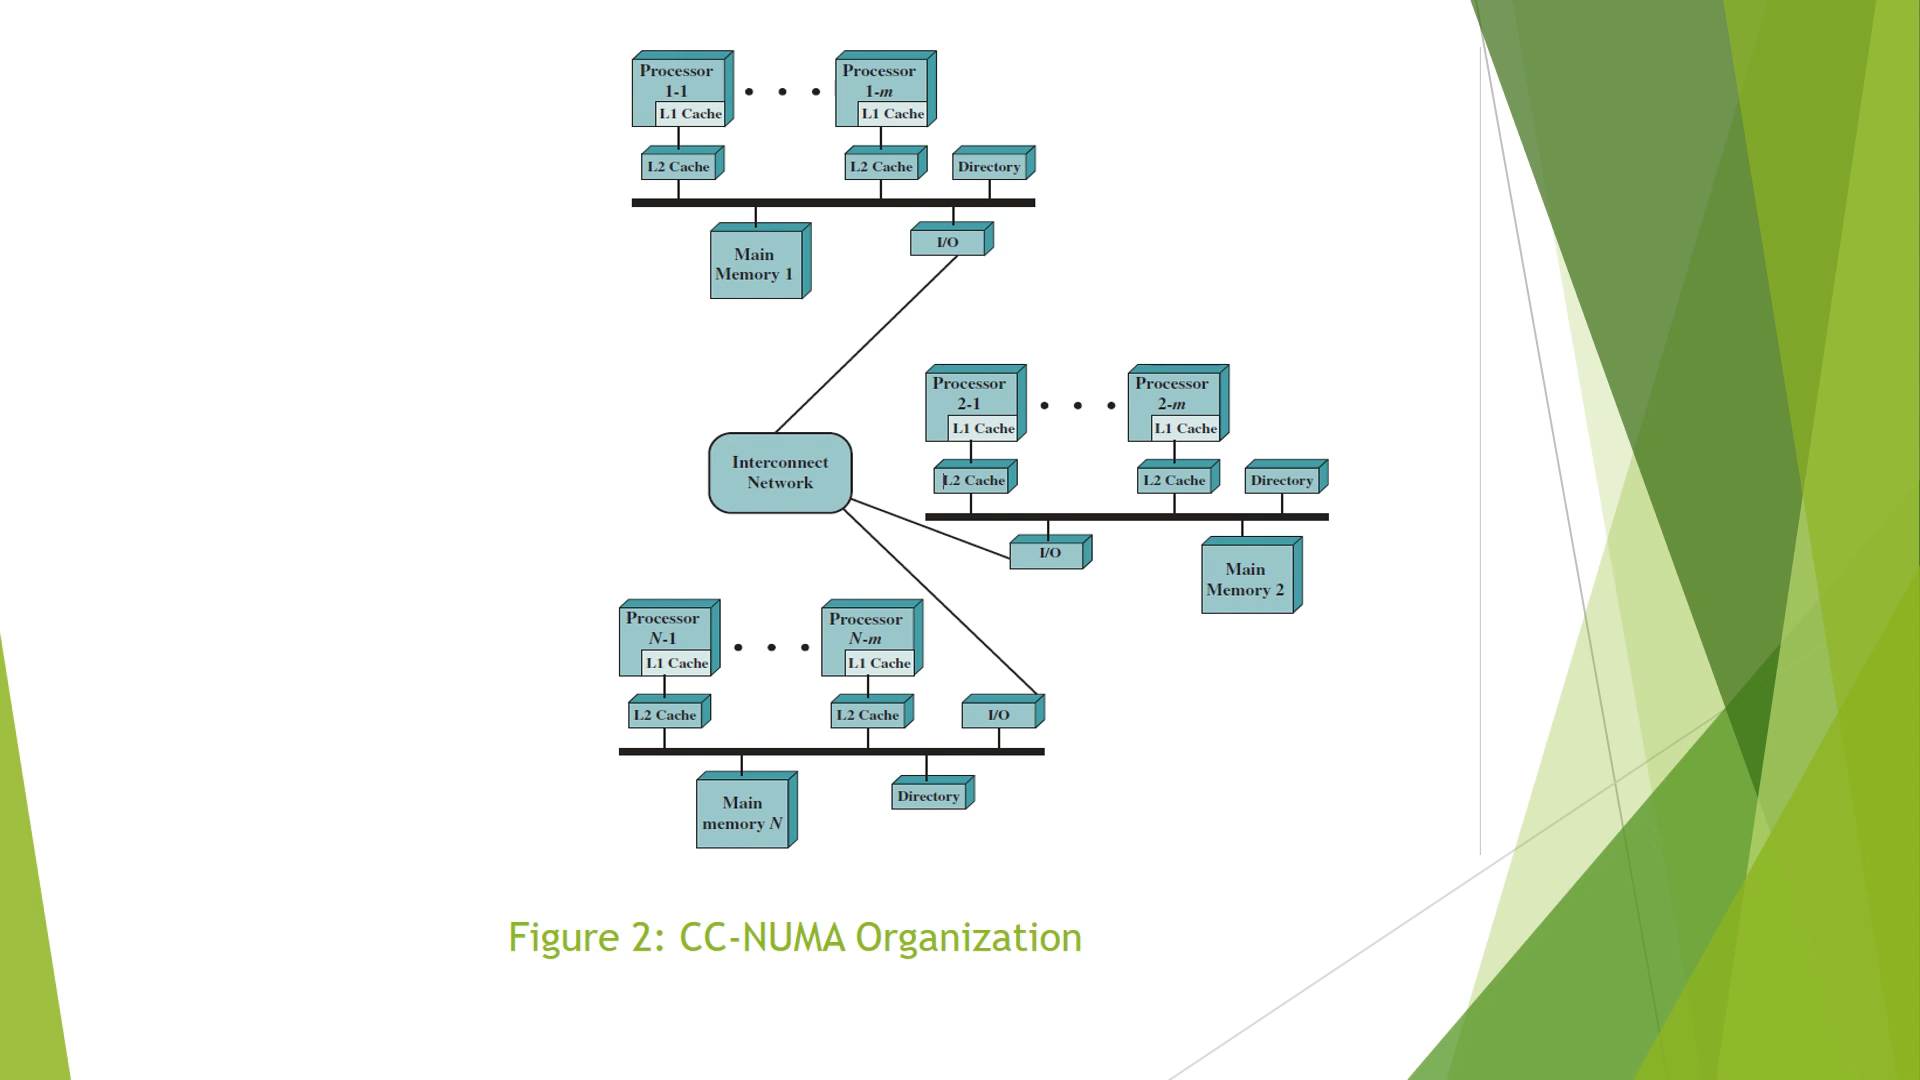 Processor
1-1
L1 Cache
Processor
1-m
L1 Cache
L2 Cache
L2 Cache
Directory
Main
Memory 1
I/O
Processor
2-1
L1 Cache
Processor
2-m
L1 Cache
Interconnect
Network
L2 Cache
L2 Cache
Directory
I/O
Main
Memory 2
Processor
N-1
L1 Cache
Processor
N-m
L1 Cache
L2 Cache
L2 Cache
I/O
Main
memory N
Directory
Figure 2: CC-NUMA Organization